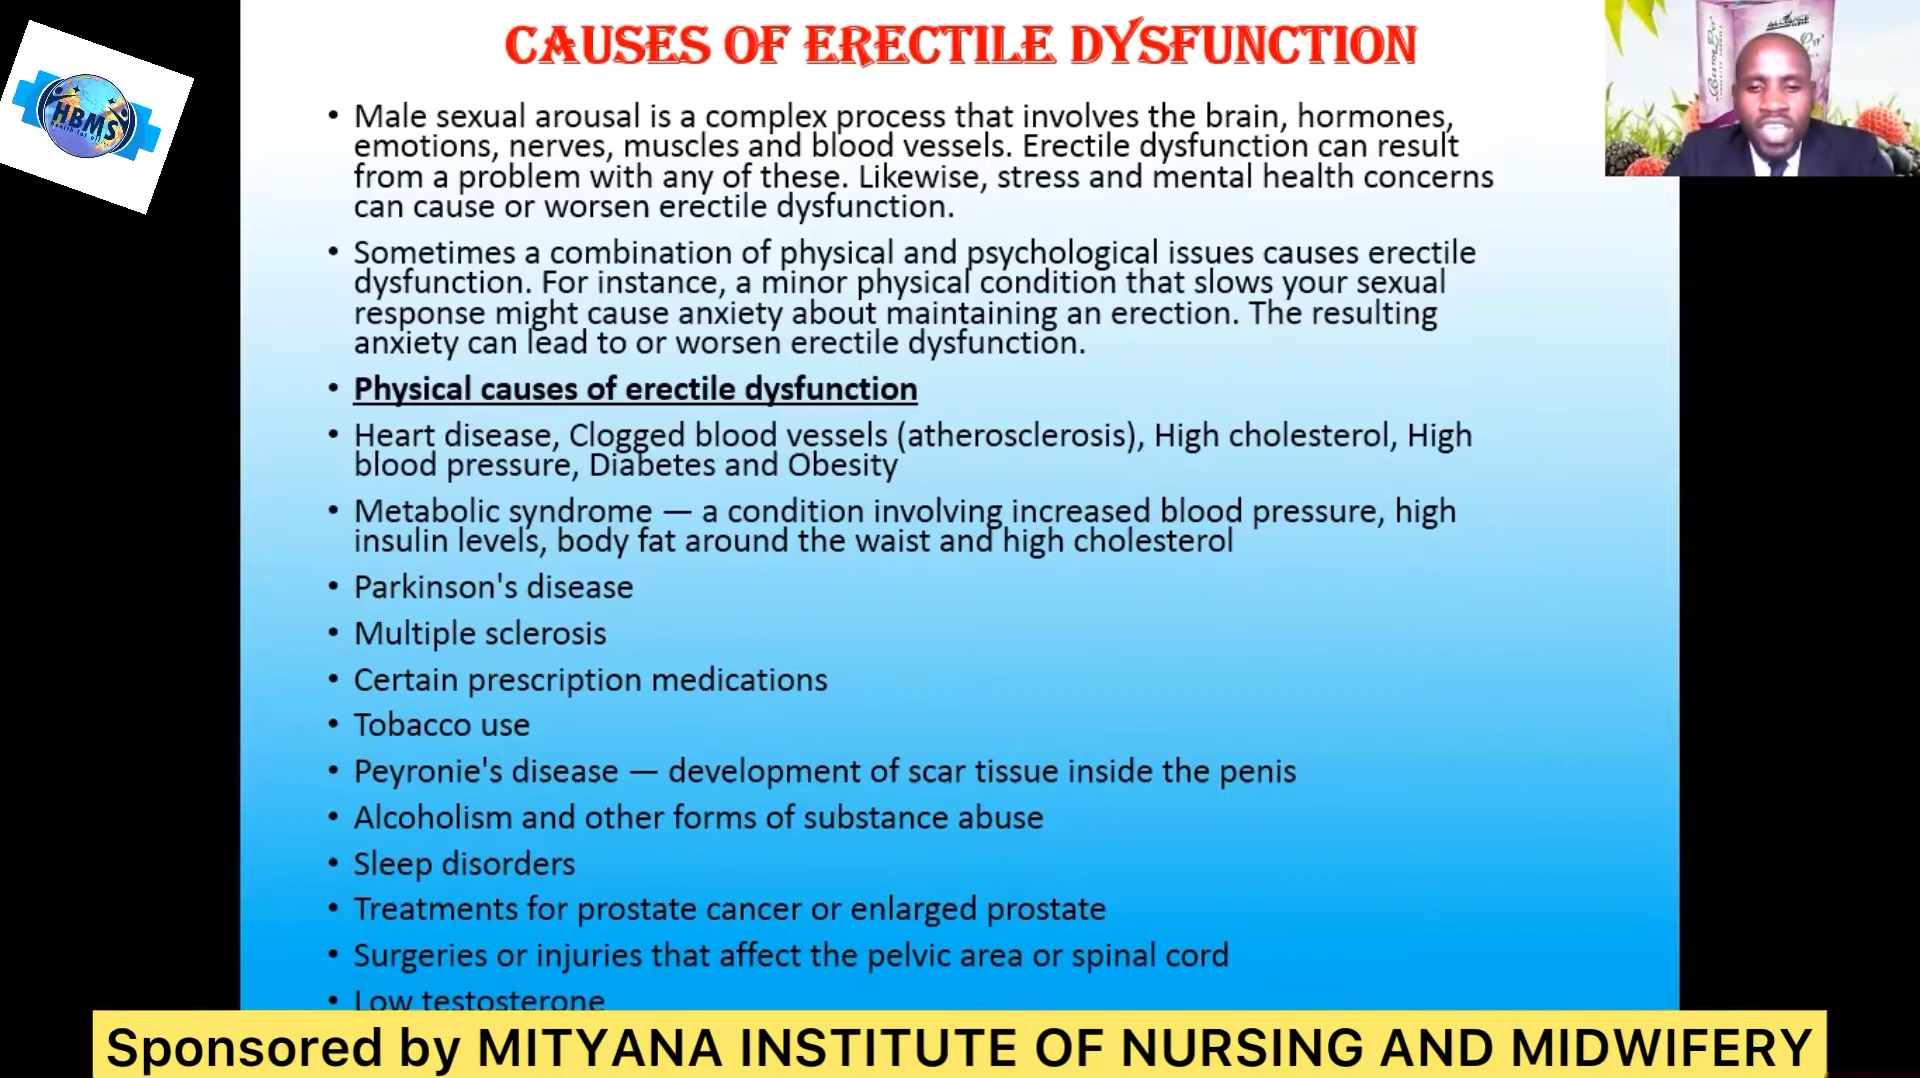 CAUSES OF ERECTILE DYSFUNCTION
HBMS
• Male sexual arousal is a complex process that involves the brain, hormones,
emotions, nerves, muscles and blood vessels. Erectile dysfunction can result
from a problem with any of these. Likewise, stress and mental health concerns
can cause or worsen erectile dysfunction.
• Sometimes a combination of physical and psychological issues causes erectile
dysfunction. For instance, a minor physical condition that slows your sexual
response might cause anxiety about maintaining an erection. The resulting
anxiety can lead to or worsen erectile dysfunction.
• Physical causes of erectile dysfunction
• Heart disease, Clogged blood vessels (atherosclerosis), High cholesterol, High
blood pressure, Diabetes and Obesity
• Metabolic syndrome — a condition involving increased blood pressure, high
insulin levels, body fat around the waist and high cholesterol
• Parkinson's disease
• Multiple sclerosis
• Certain prescription medications
• Tobacco use
• Peyronie's disease — development of scar tissue inside the penis
• Alcoholism and other forms of substance abuse
• Sleep disorders
• Treatments for prostate cancer or enlarged prostate
• Surgeries or injuries that affect the pelvic area or spinal cord
• Low testosterone
Sponsored by MITYANA INSTITUTE OF NURSING AND MIDWIFERY